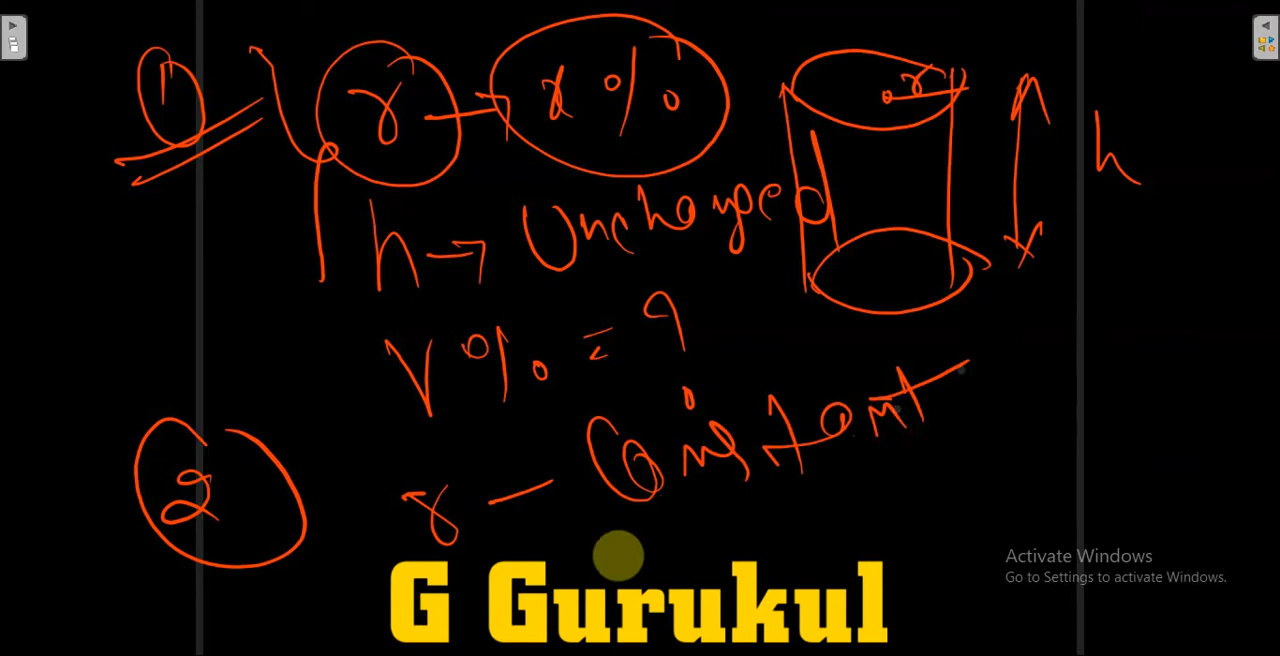 ① r → x %
r
h
h → Unchanged
V % = ?
② r — Constant
G Gurukul
Activate Windows
Go to Settings to activate Windows.